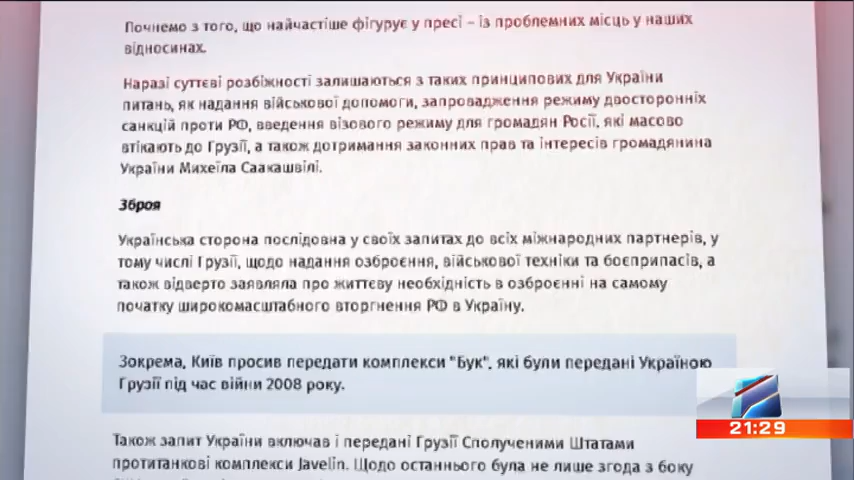 Почнемо з того, що найчастіше фігурує у пресі – із проблемних місць у наших
відносинах.
Наразі суттєві розбіжності залишаються з таких принципових для України
питань, як надання військової допомоги, запровадження режиму двосторонніх
санкцій проти РФ, введення візового режиму для громадян Росії, які масово
втікають до Грузії, а також дотримання законних прав та інтересів громадянина
України Михеїла Саакашвілі.
Зброя
Українська сторона послідовна у своїх запитах до всіх міжнародних партнерів, у
тому числі Грузії, щодо надання озброєння, військової техніки та боєприпасів, а
також відверто заявляла про життєву необхідність в озброєнні на самому
початку широкомасштабного вторгнення РФ в Україну.
Зокрема, Київ просив передати комплекси "Бук", які були передані Україною
Грузії під час війни 2008 року.
Також запит України включав і передані Грузії Сполученими Штатами
протитанкові комплекси Javelin. Щодо останнього була не лише згода з боку
21:29